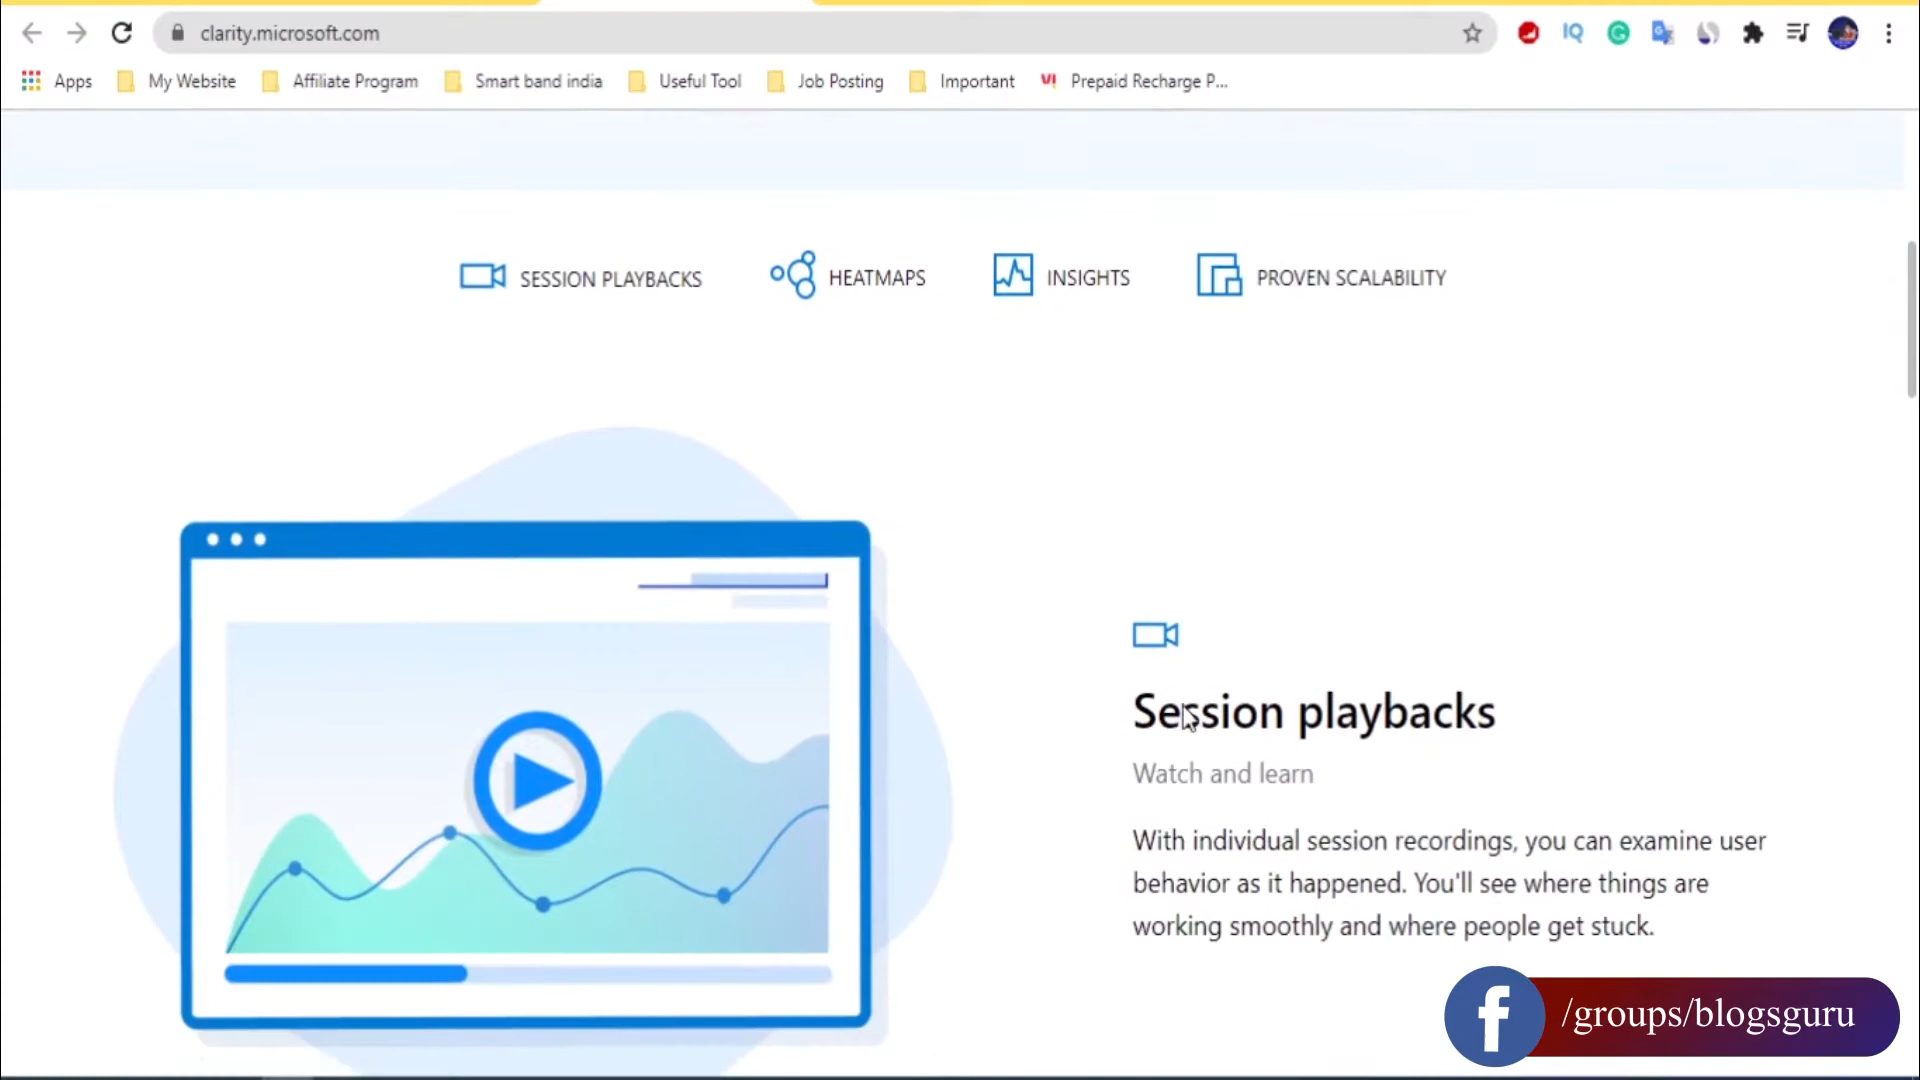 clarity.microsoft.com
Apps My Website Affiliate Program Smart band india Useful Tool Job Posting Important Prepaid Recharge P...
SESSION PLAYBACKS HEATMAPS INSIGHTS PROVEN SCALABILITY
Session playbacks
Watch and learn
With individual session recordings, you can examine user
behavior as it happened. You'll see where things are
working smoothly and where people get stuck.
/groups/blogsguru